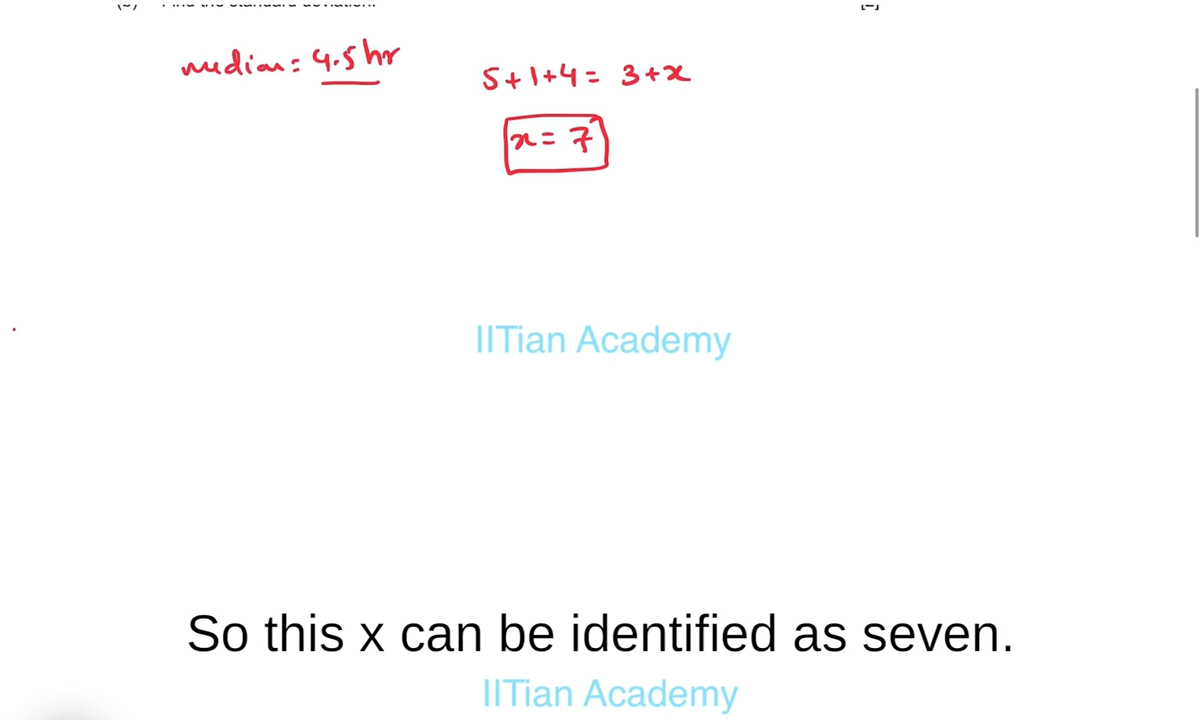 median = 4.5 hr
5+1+4 = 3+x
x = 7
IITian Academy
So this x can be identified as seven.
IITian Academy